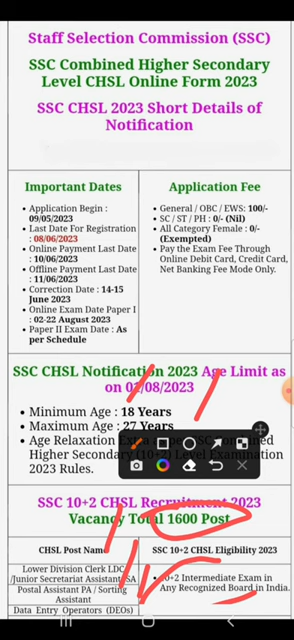 Staff Selection Commission (SSC)
SSC Combined Higher Secondary
Level CHSL Online Form 2023
SSC CHSL 2023 Short Details of
Notification
Important Dates
• Application Begin :
09/05/2023
• Last Date For Registration
: 08/06/2023
• Online Payment Last Date
: 10/06/2023
• Offline Payment Last Date
: 11/06/2023
• Correction Date : 14-15
June 2023
• Online Exam Date Paper I
: 02-22 August 2023
• Paper II Exam Date : As
per Schedule
Application Fee
• General / OBC / EWS: 100/-
• SC / ST / PH : 0/- (Nil)
• All Category Female : 0/-
(Exempted)
• Pay the Exam Fee Through
Online Debit Card, Credit Card,
Net Banking Fee Mode Only.
SSC CHSL Notification 2023 Age Limit as
on 01/08/2023
• Minimum Age : 18 Years
• Maximum Age : 27 Years
• Age Relaxation
Higher Secondary Examination
2023 Rules.
SSC 10+2 CHSL Recruitment 2023
Vacancy Total 1600 Post
CHSL Post Name
SSC 10+2 CHSL Eligibility 2023
Lower Division Clerk LDC
/Junior Secretariat Assistant JSA
Postal Assistant PA / Sorting
Assistant
Data Entry Operators (DEOs)
• 10+2 Intermediate Exam in
Any Recognized Board in India.